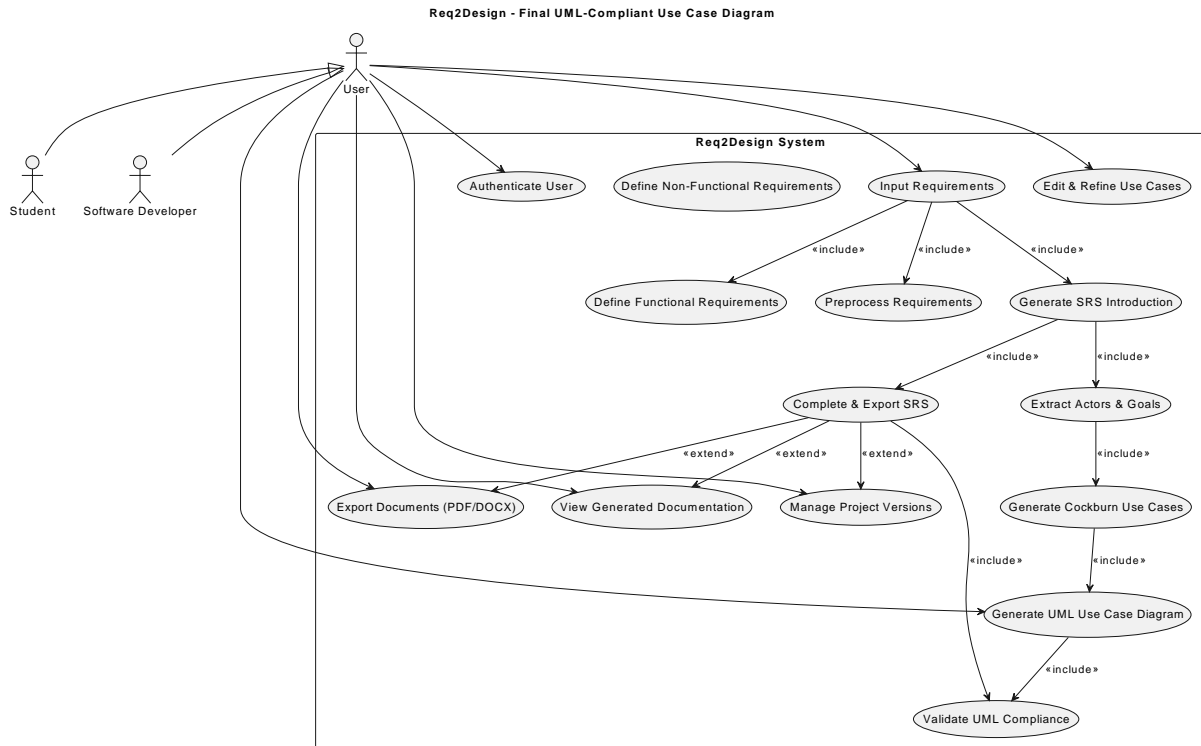 Req2Design - Final UML-Compliant Use Case Diagram
User
Req2Design System
Student
Software Developer
Authenticate User
Define Non-Functional Requirements
Input Requirements
Edit & Refine Use Cases
«include»
«include»
«include»
Define Functional Requirements
Preprocess Requirements
Generate SRS Introduction
«include»
«include»
Complete & Export SRS
Extract Actors & Goals
«extend»
«extend»
«extend»
«include»
Export Documents (PDF/DOCX)
View Generated Documentation
Manage Project Versions
Generate Cockburn Use Cases
«include»
«include»
Generate UML Use Case Diagram
«include»
Validate UML Compliance